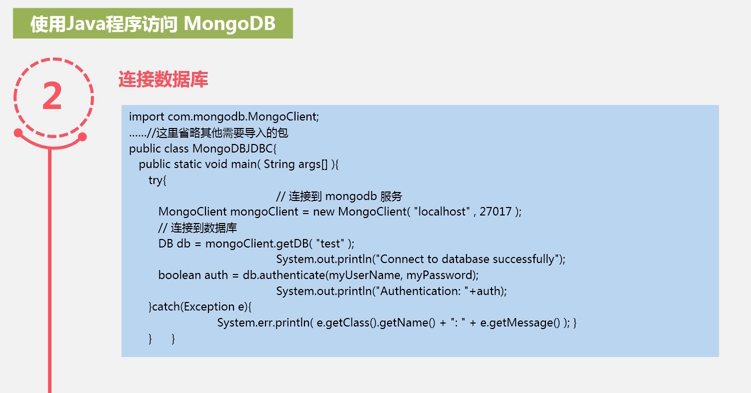 使用Java程序访问 MongoDB
2
连接数据库
import com.mongodb.MongoClient;
......//这里省略其他需要导入的包
public class MongoDBJDBC{
public static void main( String args[] ){
try{
// 连接到 mongodb 服务
MongoClient mongoClient = new MongoClient( "localhost" , 27017 );
// 连接到数据库
DB db = mongoClient.getDB( "test" );
System.out.println("Connect to database successfully");
boolean auth = db.authenticate(myUserName, myPassword);
System.out.println("Authentication: "+auth);
}catch(Exception e){
System.err.println( e.getClass().getName() + ": " + e.getMessage() ); }
} }